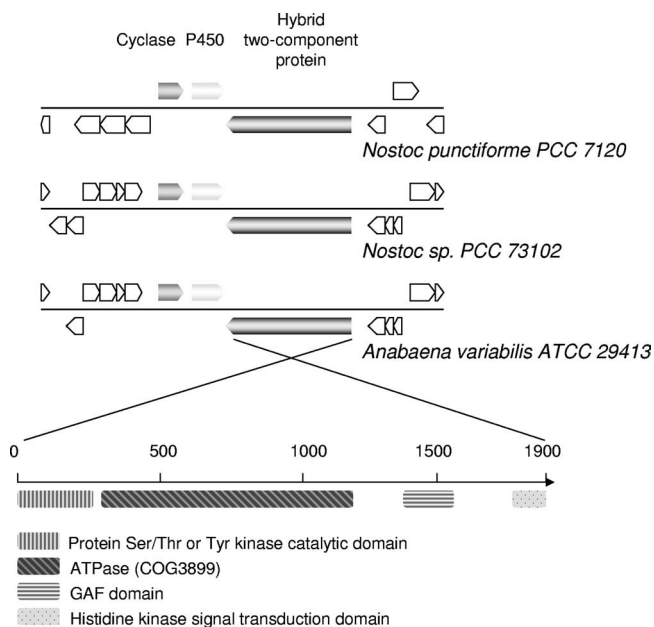 Hybrid
Cyclase P450 two-component
protein
Nostoc punctiforme PCC 7120
Nostoc sp. PCC 73102
Anabaena variabilis ATCC 29413
0 500 1000 1500 1900
Protein Ser/Thr or Tyr kinase catalytic domain
ATPase (COG3899)
GAF domain
Histidine kinase signal transduction domain